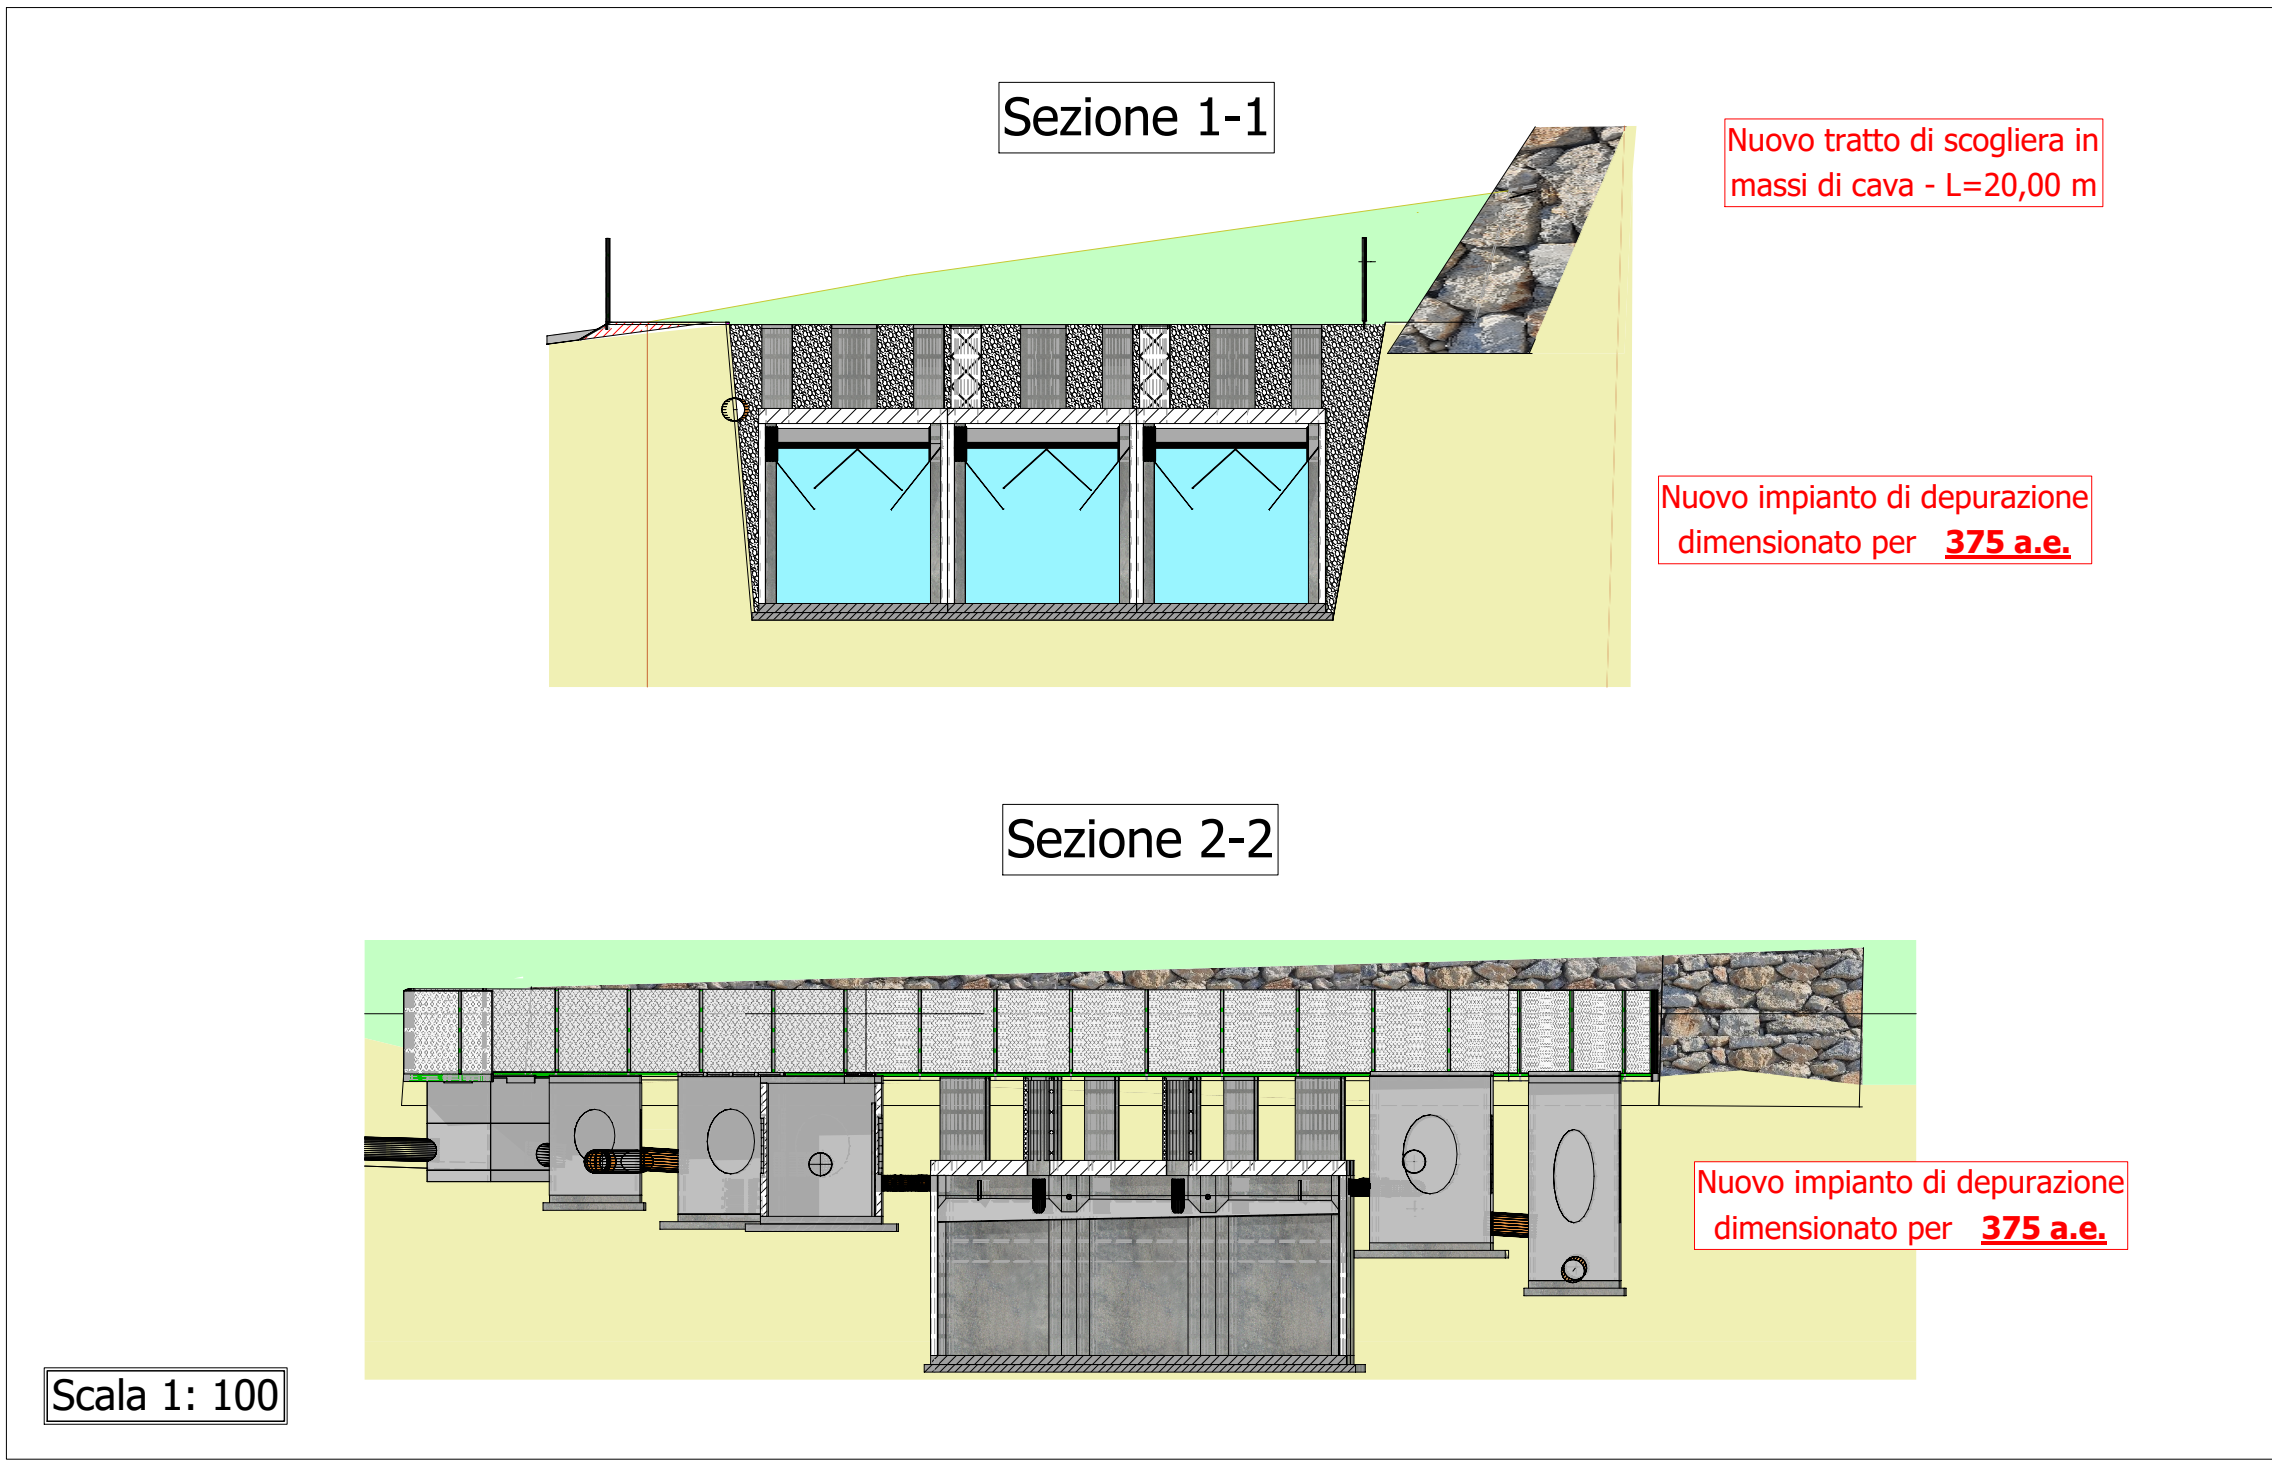 Sezione 1-1
Nuovo tratto di scogliera in
massi di cava - L=20,00 m
Nuovo impianto di depurazione
dimensionato per 375 a.e.
Sezione 2-2
Nuovo impianto di depurazione
dimensionato per 375 a.e.
Scala 1: 100